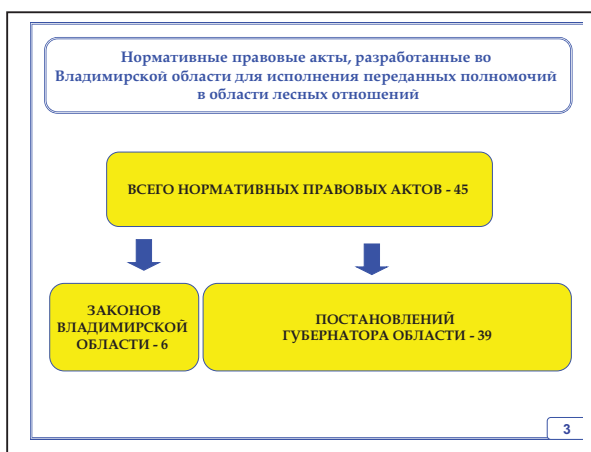 Нормативные правовые акты, разработанные во
Владимирской области для исполнения переданных полномочий
в области лесных отношений
ВСЕГО НОРМАТИВНЫХ ПРАВОВЫХ АКТОВ - 45
ЗАКОНОВ
ВЛАДИМИРСКОЙ
ОБЛАСТИ - 6
ПОСТАНОВЛЕНИЙ
ГУБЕРНАТОРА ОБЛАСТИ - 39
3